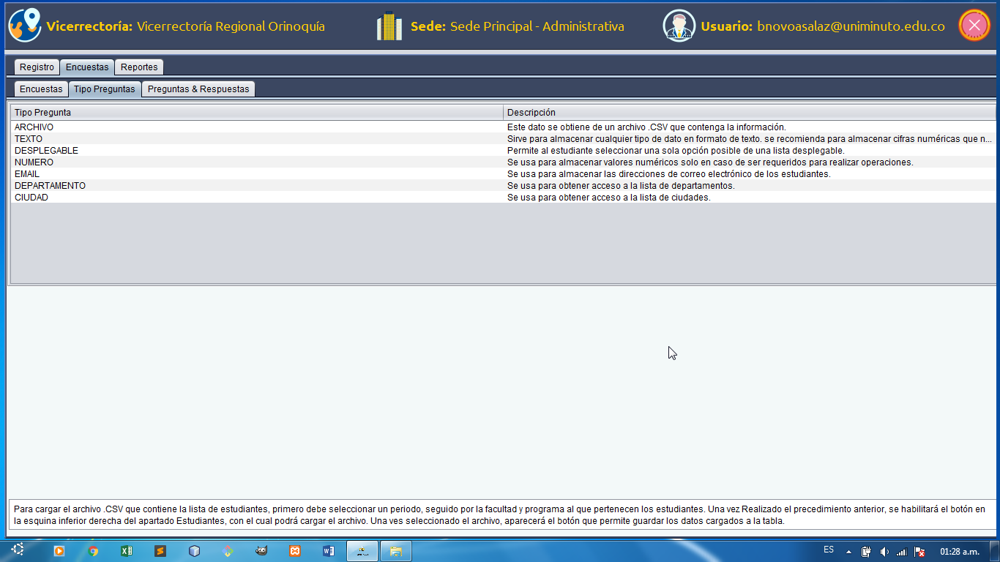 Vicerrectoría: Vicerrectoría Regional Orinoquía
Sede: Sede Principal - Administrativa
Usuario: bnovoasalaz@uniminuto.edu.co
Registro Encuestas Reportes
Encuestas Tipo Preguntas Preguntas & Respuestas
Tipo Pregunta Descripción
ARCHIVO Este dato se obtiene de un archivo .CSV que contenga la información.
TEXTO Sirve para almacenar cualquier tipo de dato en formato de texto. se recomienda para almacenar cifras numéricas que n...
DESPLEGABLE Permite al estudiante seleccionar una sola opción posible de una lista desplegable.
NUMERO Se usa para almacenar valores numéricos solo en caso de ser requeridos para realizar operaciones.
EMAIL Se usa para almacenar las direcciones de correo electrónico de los estudiantes.
DEPARTAMENTO Se usa para obtener acceso a la lista de departamentos.
CIUDAD Se usa para obtener acceso a la lista de ciudades.
Para cargar el archivo .CSV que contiene la lista de estudiantes, primero debe seleccionar un periodo, seguido por la facultad y programa al que pertenecen los estudiantes. Una vez Realizado el precedimiento anterior, se habilitará el botón en
la esquina inferior derecha del apartado Estudiantes, con el cual podrá cargar el archivo. Una ves seleccionado el archivo, aparecerá el botón que permite guardar los datos cargados a la tabla.
ES 01:28 a.m.